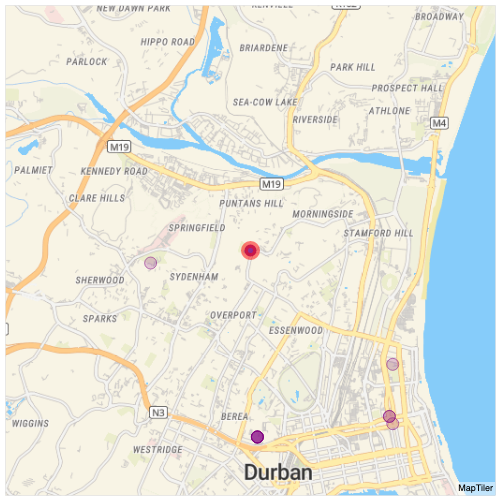 NEW DAWN PARK
KENVILLE
BROADWAY
HIPPO ROAD
BRIARDENE
PARLOCK
PARK HILL
PROSPECT HALL
SEA-COW LAKE
ATHLONE
RIVERSIDE
M4
M19
PALMIET
KENNEDY ROAD
M19
CLARE HILLS
PUNTANS HILL
MORNINGSIDE
SPRINGFIELD
STAMFORD HILL
SHERWOOD
SYDENHAM
SPARKS
OVERPORT
ESSENWOOD
N3
BEREA
WIGGINS
WESTRIDGE
Durban
MapTiler